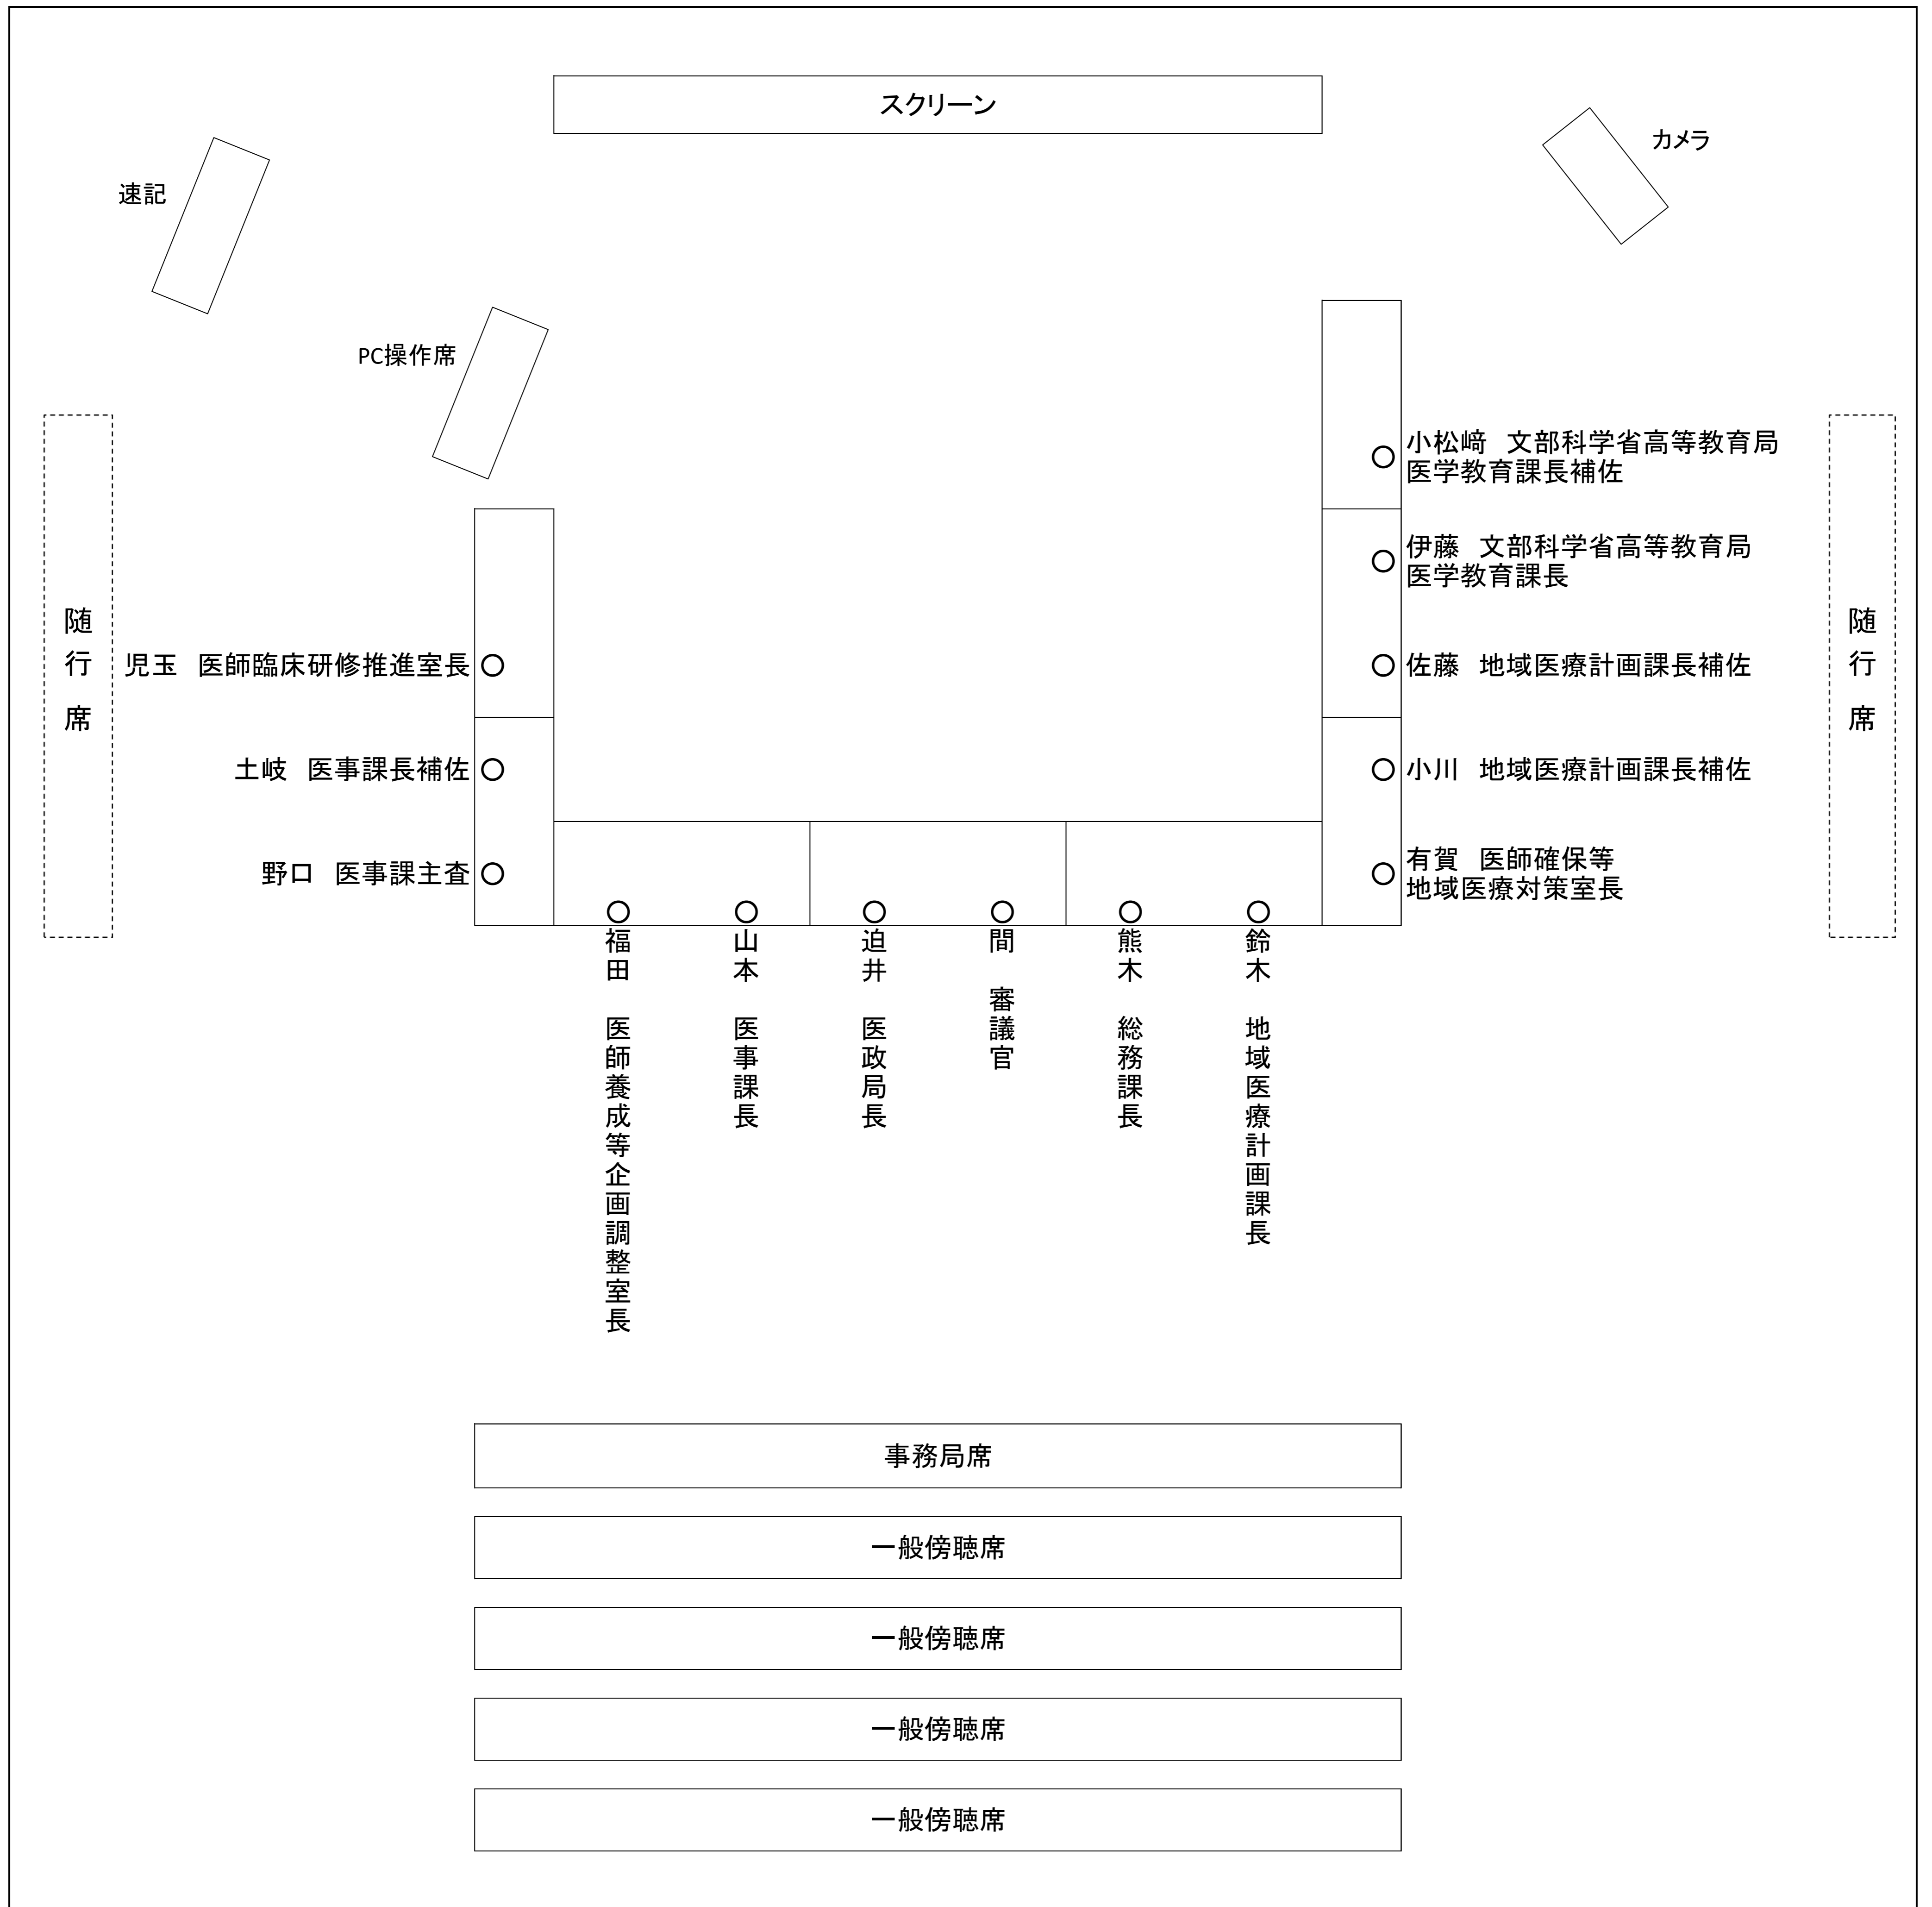 スクリーン
カメラ
速記
PC操作席
小松﨑　文部科学省高等教育局
医学教育課長補佐
伊藤　文部科学省高等教育局
医学教育課長
随行席
児玉　医師臨床研修推進室長
佐藤　地域医療計画課長補佐
随行席
土岐　医事課長補佐
小川　地域医療計画課長補佐
野口　医事課主査
有賀　医師確保等
地域医療対策室長
福田　医師養成等企画調整室長
山本　医事課長
迫井　医政局長
間　審議官
熊木　総務課長
鈴木　地域医療計画課長
事務局席
一般傍聴席
一般傍聴席
一般傍聴席
一般傍聴席